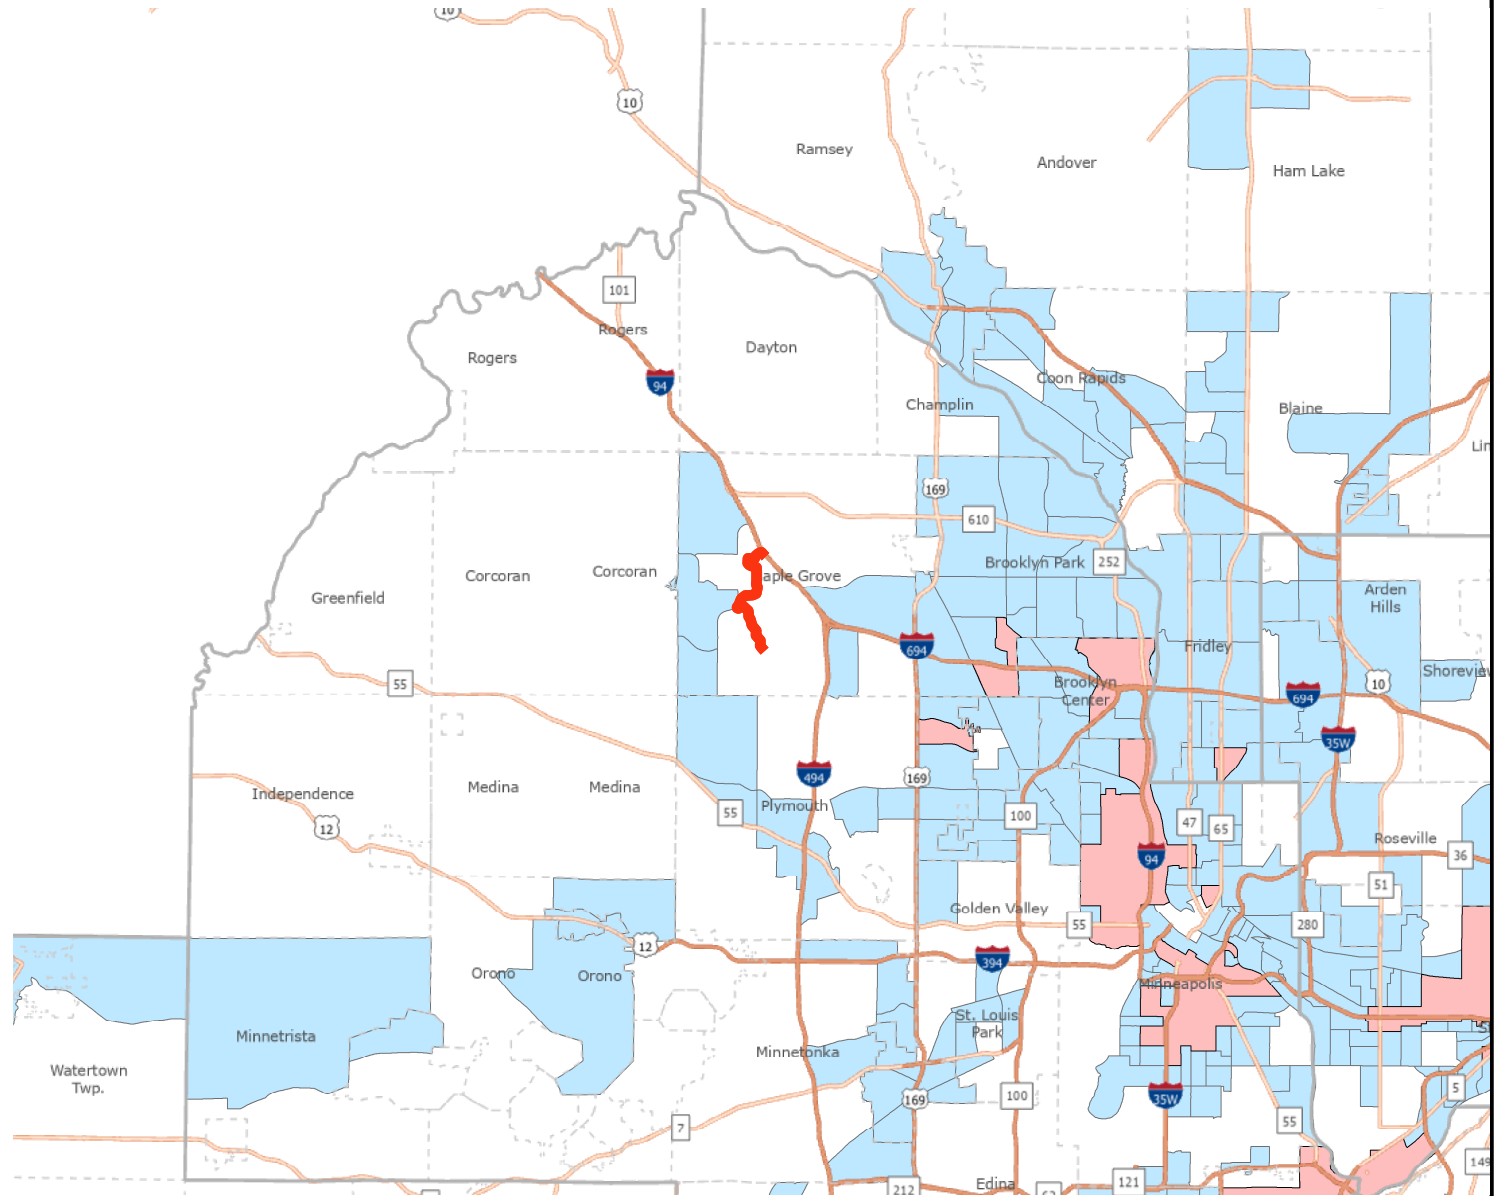 10
10
Ramsey
Andover
Ham Lake
101
Rogers
Rogers
Dayton
94
Coon Rapids
Champlin
Blaine
Lin
169
610
Brooklyn Park
252
Corcoran
Corcoran
aple Grove
Greenfield
Arden
Hills
694
Fridley
Shoreview
55
Brooklyn
Center
10
694
35W
494
169
Independence
Medina
Medina
Plymouth
55
12
100
47
65
Roseville
36
94
51
Golden Valley
55
280
12
394
Orono
Orono
Minneapolis
St. Louis
Park
Minnetrista
Minnetonka
Watertown
Twp.
169
100
35W
5
7
55
149
212
Edina
121